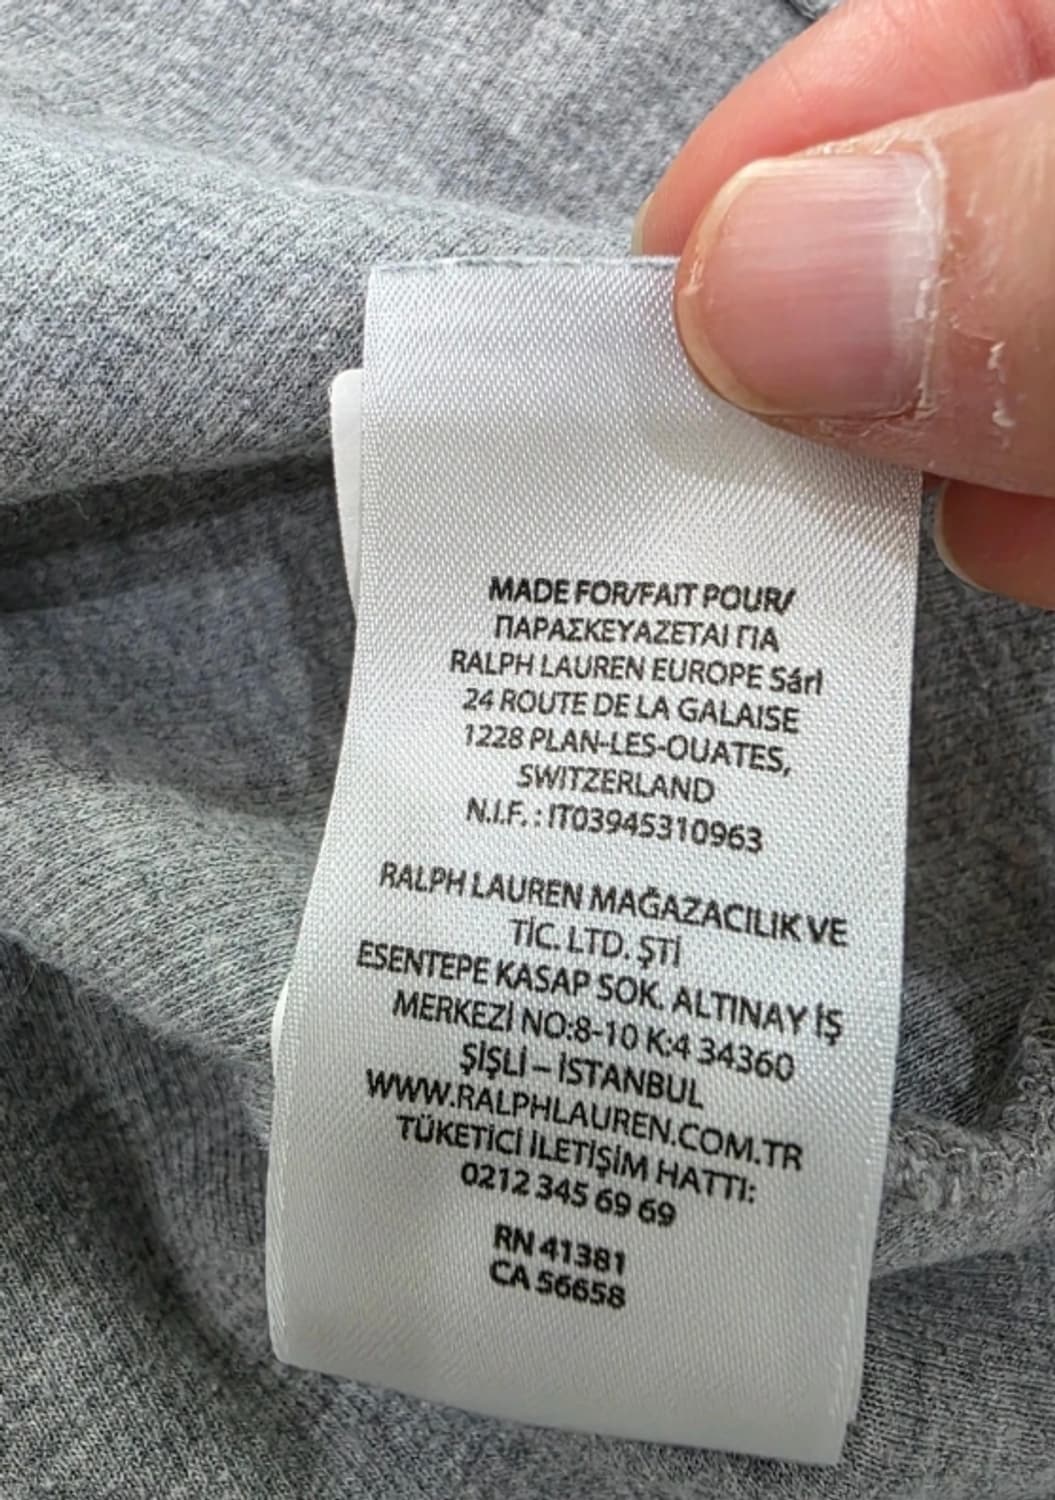 MADE FOR/FAIT POUR/
ΠΑΡΑΣΚΕΥΑΖΕΤΑΙ ΓΙΑ
RALPH LAUREN EUROPE Sárl
24 ROUTE DE LA GALAISE
1228 PLAN-LES-OUATES,
SWITZERLAND
N.I.F. : IT03945310963
RALPH LAUREN MAĞAZACILIK VE
TİC. LTD. ŞTİ
ESENTEPE KASAP SOK. ALTINAY İŞ
MERKEZİ NO:8-10 K:4 34360
ŞİŞLİ – İSTANBUL
WWW.RALPHLAUREN.COM.TR
TÜKETİCİ İLETİŞİM HATTI:
0212 345 69 69
RN 41381
CA 56658